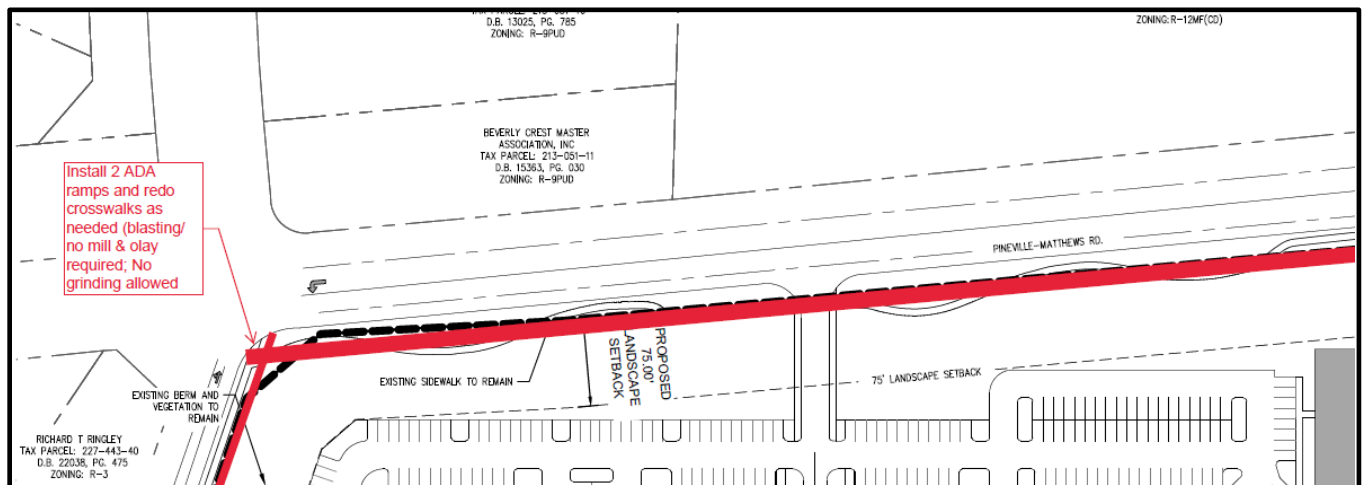 D.B. 13025, PG. 785
ZONING: R-9PUD
ZONING: R-12MF(CD)
BEVERLY CREST MASTER
ASSOCIATION, INC
TAX PARCEL: 213-051-11
D.B. 15363, PG. 030
ZONING: R-9PUD
Install 2 ADA
ramps and redo
crosswalks as
needed (blasting/
no mill & olay
required; No
grinding allowed
PINEVILLE-MATTHEWS RD.
PROPOSED
75.00'
LANDSCAPE
SETBACK
EXISTING SIDEWALK TO REMAIN
75' LANDSCAPE SETBACK
EXISTING BERM AND
VEGETATION TO
REMAIN
RICHARD T RINGLEY
TAX PARCEL: 227-443-40
D.B. 22038, PG. 475
ZONING: R-3